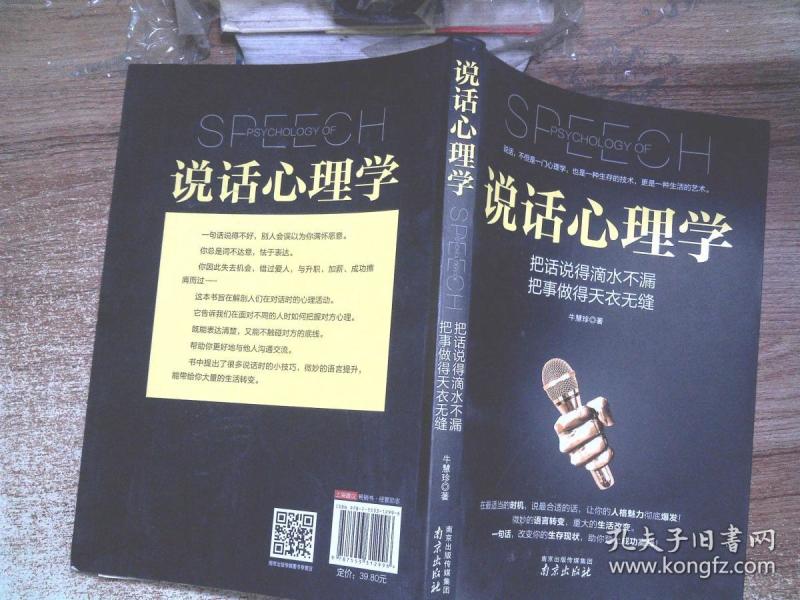 SPEECH
PSYCHOLOGY OF
说话心理学
一句话说得不好，别人会误以为你满怀恶意。
你总是词不达意，怯于表达。
你因此失去机会，错过爱人，与升职、加薪、成功擦
肩而过……
这本书旨在解剖人们在对话时的心理活动。
它告诉我们在面对不同的人时如何把握对方心理。
既能表达清楚，又能不触碰对方的底线。
帮助你更好地与他人沟通交流。
书中提出了很多说话时的小技巧，微妙的语言提升，
能带给你大量的生活转变。
上架建议 畅销书·经管励志
定价：39.80元
说话心理学
SPEECH
把话说得滴水不漏
把事做得天衣无缝
牛慧珍◎著
南京出版传媒集团
南京出版社
SPEECH
PSYCHOLOGY OF
说话，不但是一门心理学，也是一种生存的技术，更是一种生活的艺术。
说话心理学
把话说得滴水不漏
把事做得天衣无缝
牛慧珍◎著
在最适当的时机，说最合适的话，让你的人格魅力彻底爆发！
微妙的语言转变，重大的生活改变。
一句话，改变你的生存现状，助你
南京出版传媒集团
南京出版社
孔夫子旧书网
kongfz.com